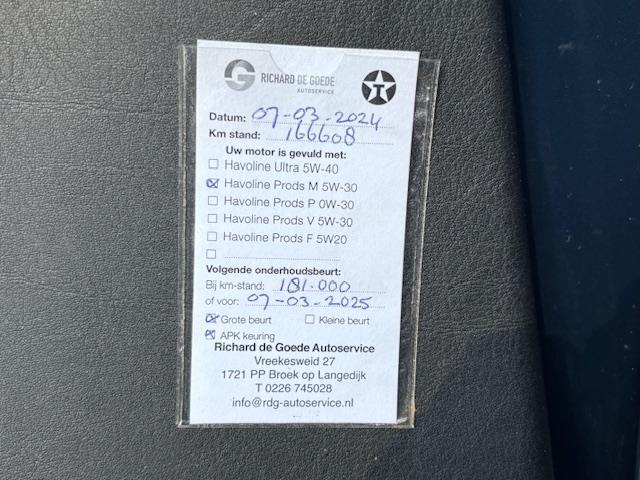 G RICHARD DE GOEDE
AUTOSERVICE
T
Datum: 07-03-2024
Km stand: 166608
Uw motor is gevuld met:
Havoline Ultra 5W-40
Havoline Prods M 5W-30
Havoline Prods P 0W-30
Havoline Prods V 5W-30
Havoline Prods F 5W20
Volgende onderhoudsbeurt:
Bij km-stand: 181.000
of voor: 07-03-2025
Grote beurt Kleine beurt
APK keuring
Richard de Goede Autoservice
Vreekesweid 27
1721 PP Broek op Langedijk
T 0226 745028
info@rdg-autoservice.nl